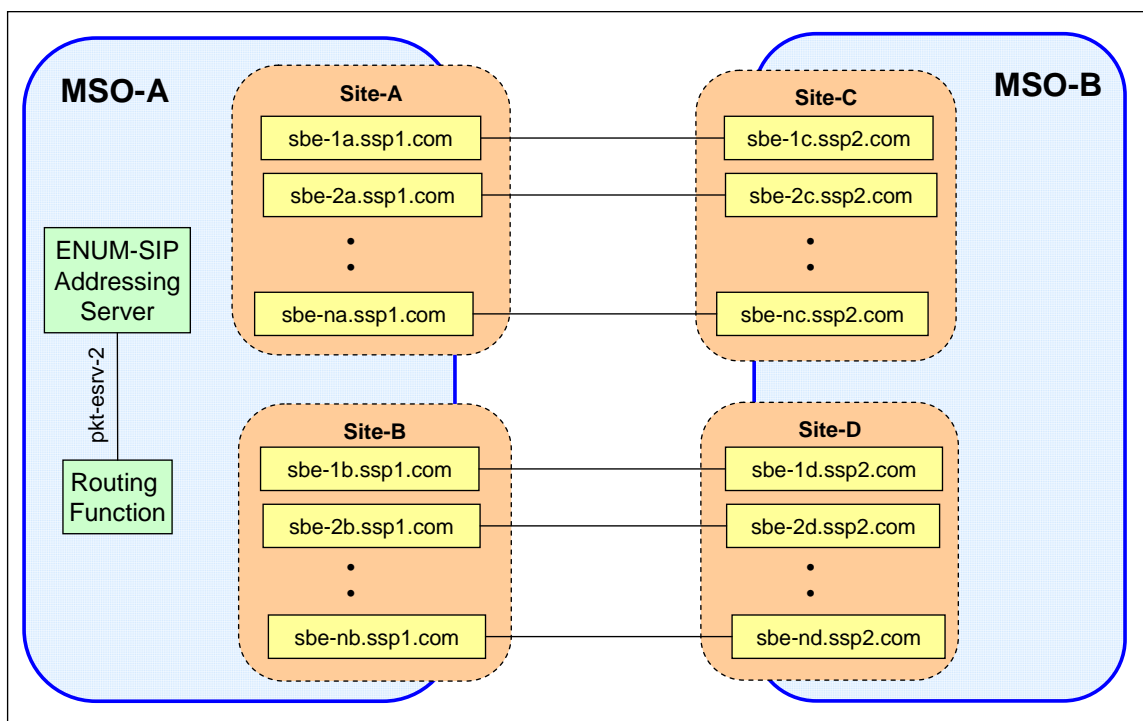 MSO-A
MSO-B
Site-A
sbe-1a.ssp1.com
sbe-2a.ssp1.com
sbe-na.ssp1.com
Site-C
sbe-1c.ssp2.com
sbe-2c.ssp2.com
sbe-nc.ssp2.com
ENUM-SIP
Addressing
Server
pkt-esrv-2
Routing
Function
Site-B
sbe-1b.ssp1.com
sbe-2b.ssp1.com
sbe-nb.ssp1.com
Site-D
sbe-1d.ssp2.com
sbe-2d.ssp2.com
sbe-nd.ssp2.com